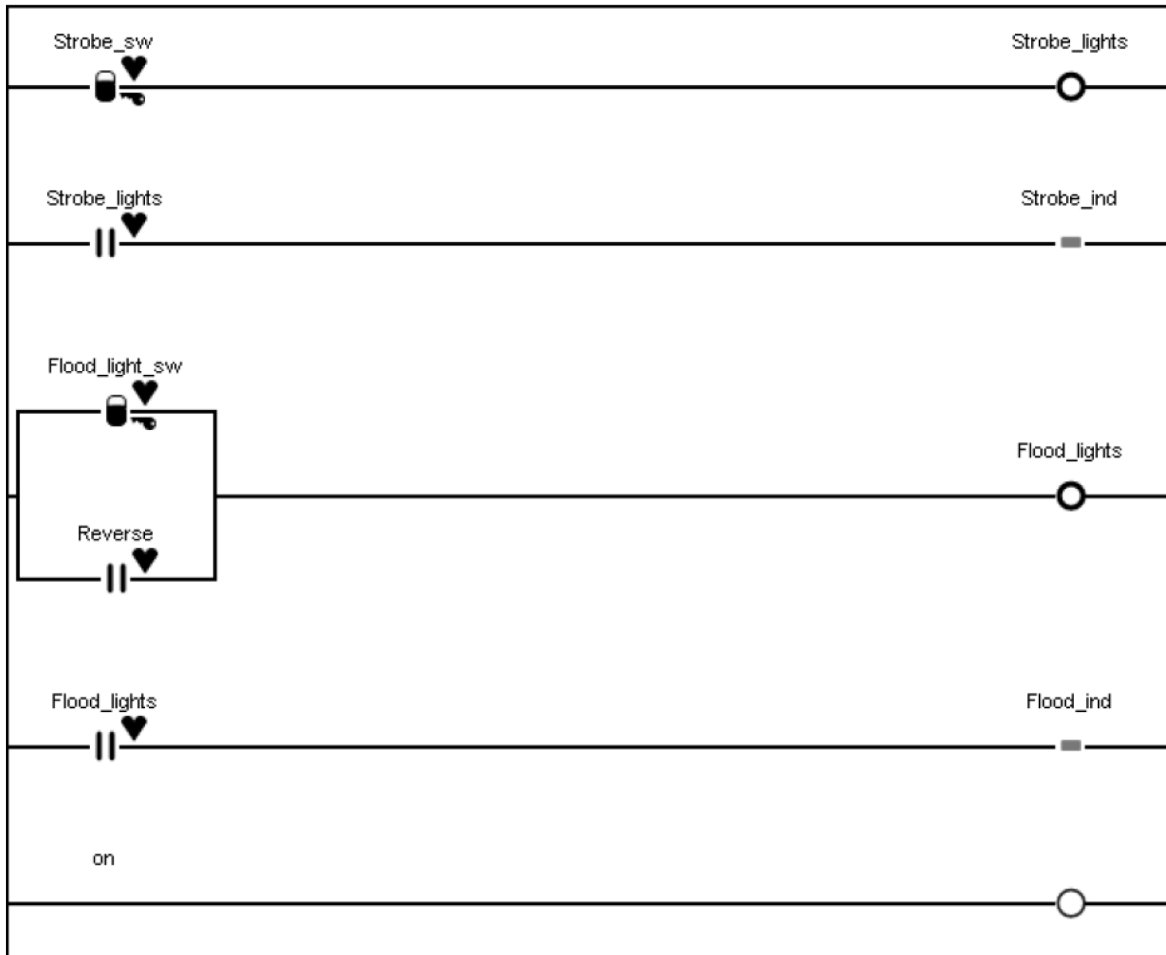 Strobe_sw
Strobe_lights
Strobe_lights
Strobe_ind
Flood_light_sw
Flood_lights
Reverse
Flood_lights
Flood_ind
on